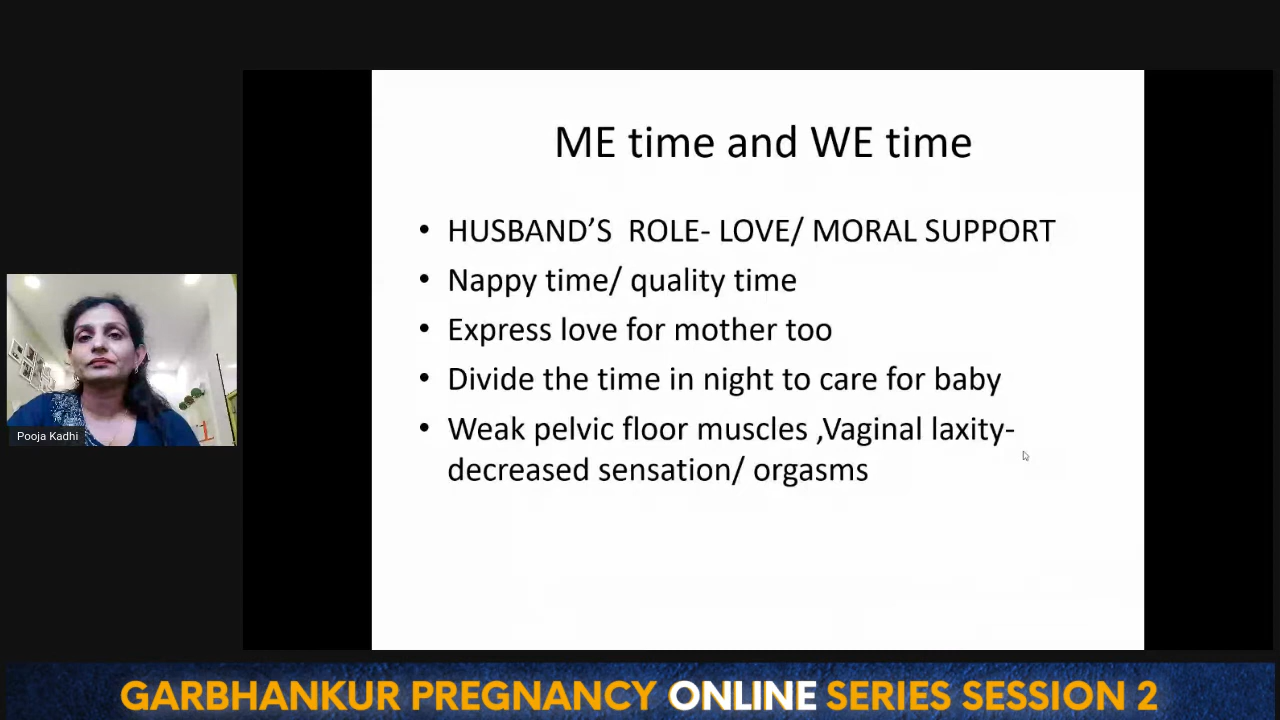 ME time and WE time
• HUSBAND’S ROLE- LOVE/ MORAL SUPPORT
• Nappy time/ quality time
• Express love for mother too
• Divide the time in night to care for baby
• Weak pelvic floor muscles ,Vaginal laxity-
decreased sensation/ orgasms
Pooja Kadhi
GARBHANKUR PREGNANCY ONLINE SERIES SESSION 2